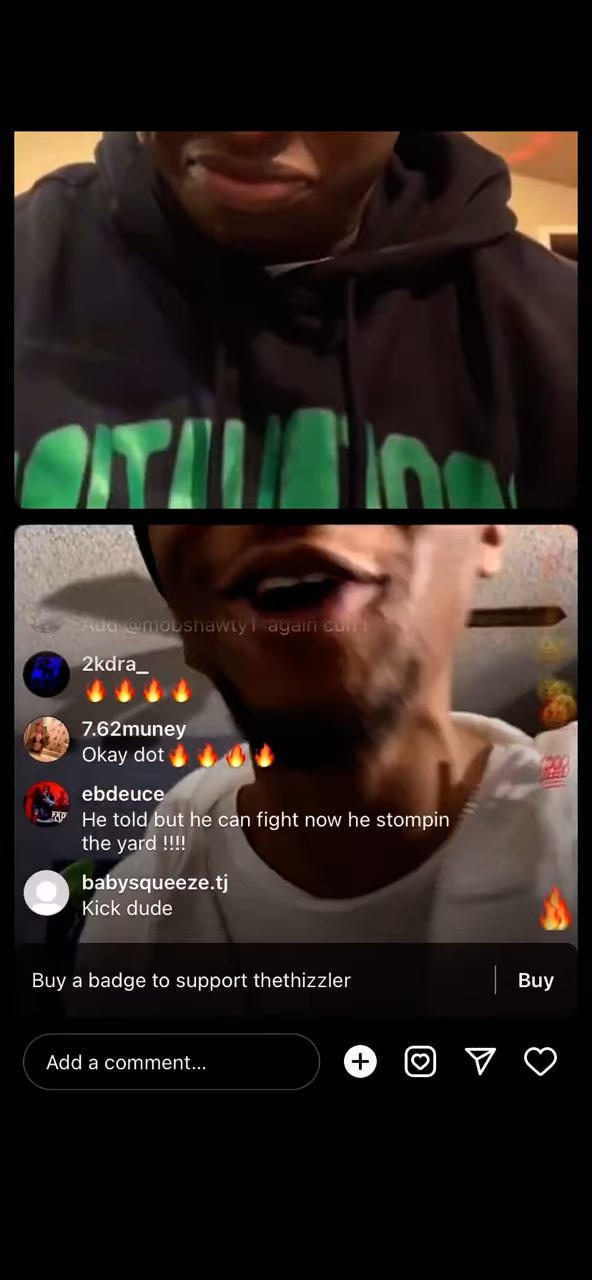 Add @mobshawty1 again cuh!
2kdra_
🔥🔥🔥🔥
7.62muney
Okay dot🔥🔥🔥🔥
ebdeuce
He told but he can fight now he stompin
the yard !!!!
babysqueeze.tj
Kick dude
Buy a badge to support thethizzler
Buy
Add a comment...